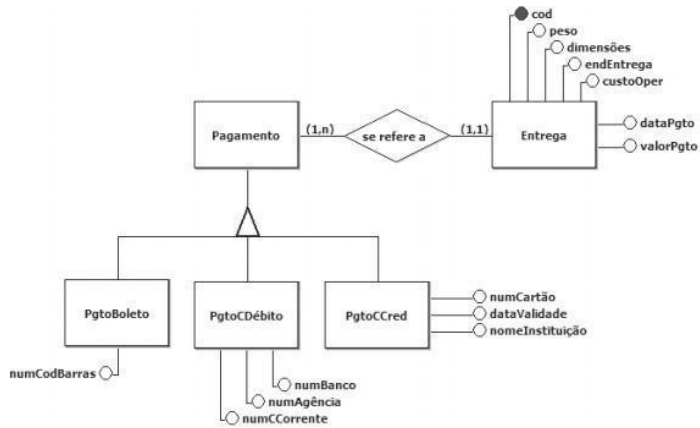 cod
peso
dimensões
endEntrega
custoOper
Pagamento
(1,n)
se refere a
(1,1)
Entrega
dataPgto
valorPgto
PgtoBoleto
PgtoCDébito
PgtoCCred
numCartão
dataValidade
nomeInstituição
numCodBarras
numBanco
numAgência
numCCorrente